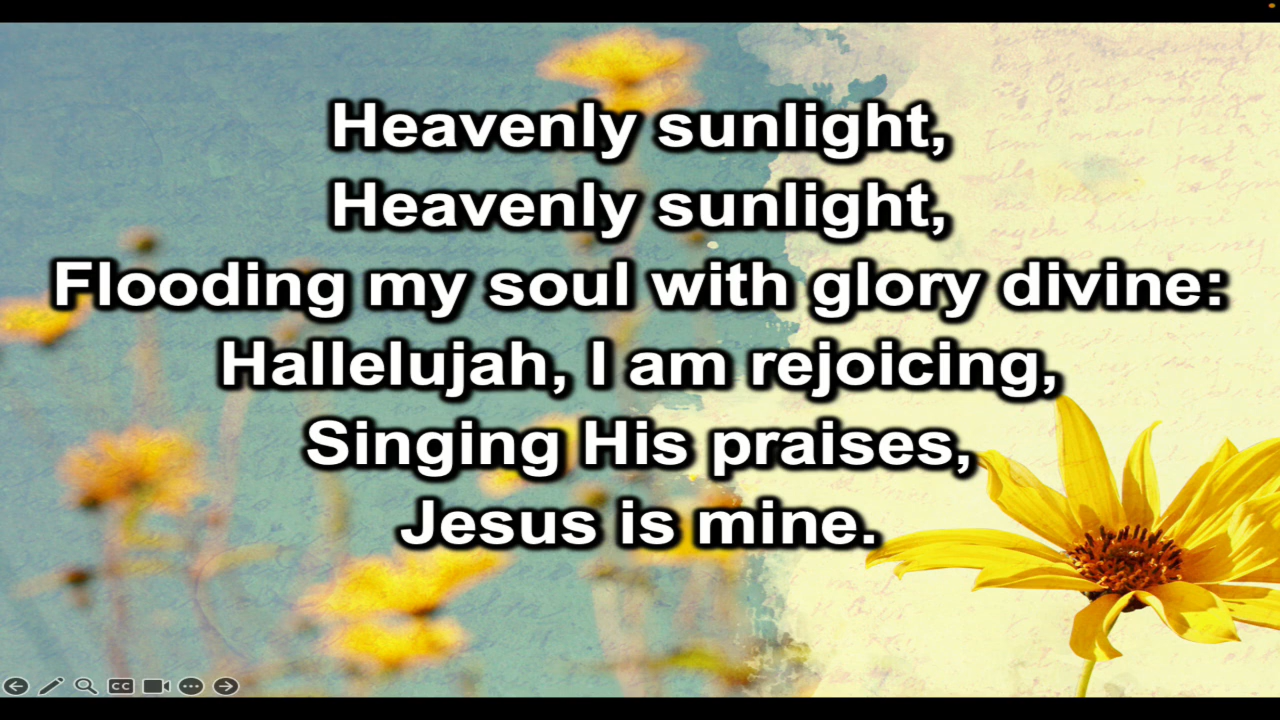 Heavenly sunlight,
Heavenly sunlight,
Flooding my soul with glory divine:
Hallelujah, I am rejoicing,
Singing His praises,
Jesus is mine.
CC